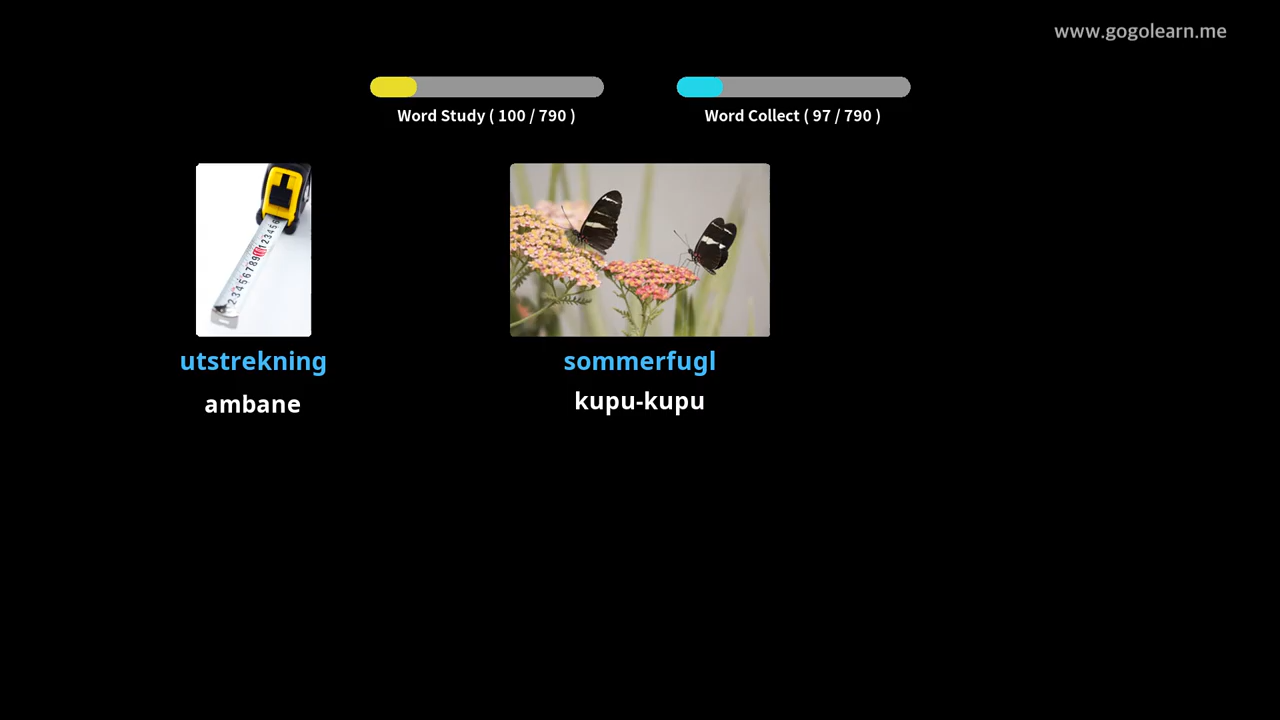 www.gogolearn.me
Word Study ( 100 / 790 )
Word Collect ( 97 / 790 )
utstrekning
ambane
sommerfugl
kupu-kupu